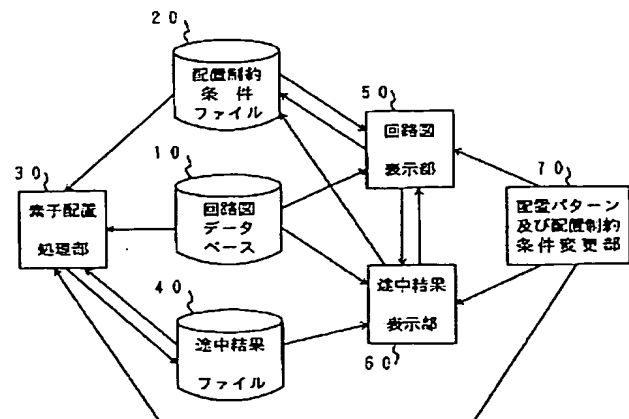 20
配置制約
条件
ファイル
50
回路図
表示部
10
回路図
データ
ベース
30
素子配置
処理部
70
配置パターン
及び配置制約
条件変更部
40
途中結果
ファイル
途中結果
表示部
60